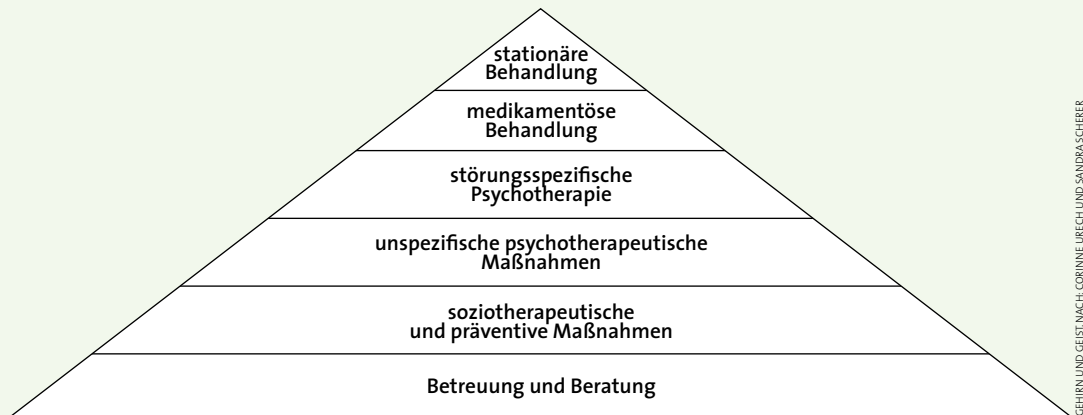 stationäre
Behandlung
medikamentöse
Behandlung
störungsspezifische
Psychotherapie
unspezifische psychotherapeutische
Maßnahmen
soziotherapeutische
und präventive Maßnahmen
Betreuung und Beratung
GEHIRN UND GEIST, NACH: CORINNE URECH UND SANDRA SCHERER